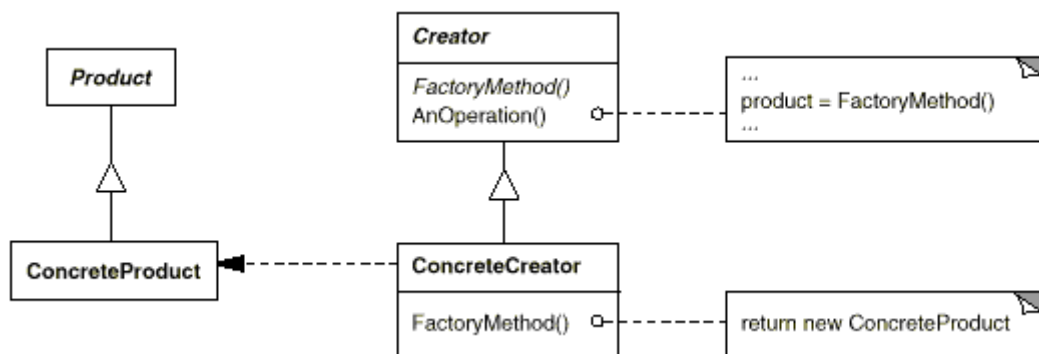 Product
ConcreteProduct
Creator
FactoryMethod()
AnOperation()
...
product = FactoryMethod()
...
ConcreteCreator
FactoryMethod()
return new ConcreteProduct